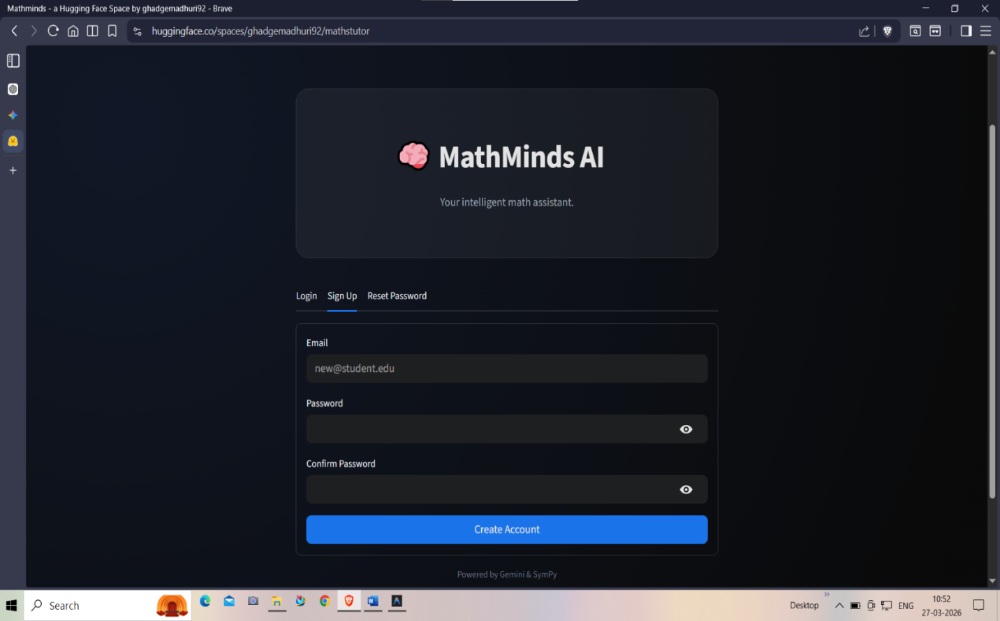 Mathminds - a Hugging Face Space by ghadgemadhuri92 - Brave
huggingface.co/spaces/ghadgemadhuri92/mathstutor
MathMinds AI
Your intelligent math assistant.
Login Sign Up Reset Password
Email
new@student.edu
Password
Confirm Password
Create Account
Powered by Gemini & SymPy
Search
Desktop
ENG
10:52
27-03-2026